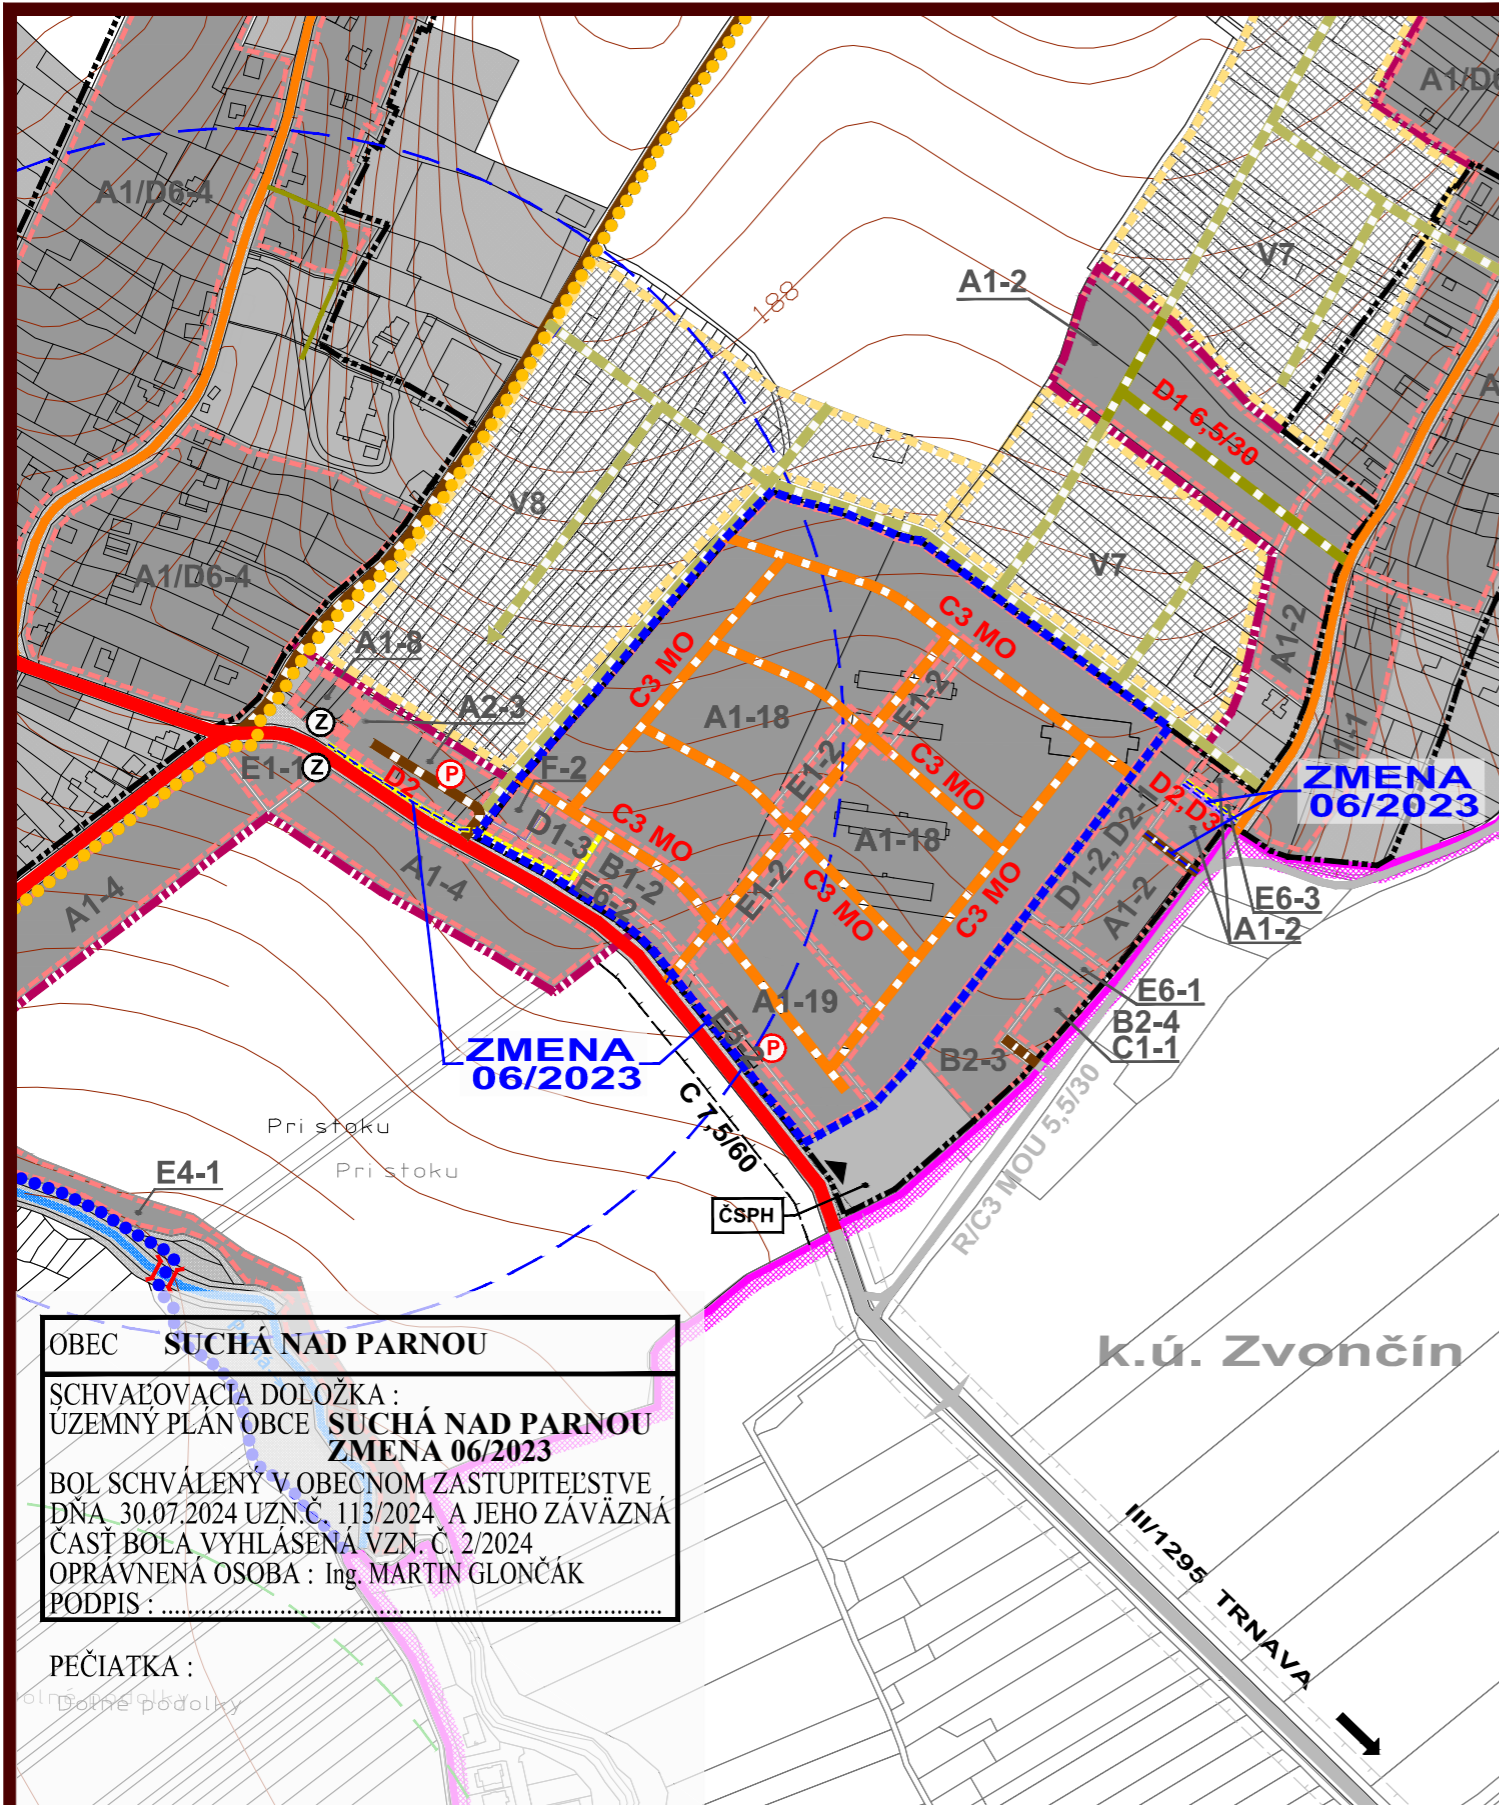 A1/D6-4
A1-2
V7
188
D1 6,5/30
V8
V7
A1/D6-4
A1-8
A2-3
C3 MO
C3 MO
A1-2
A1-18
E1-2
C3 MO
Z
Z
E1-1
D2
P
F-2
E1-2
D1-3
C3 MO
B1-2
E6-2
A1-18
D1-2, D2-1
D2,D3
ZMENA
06/2023
A1-4
A1-4
E1-2
C3 MO
C3 MO
A1-2
E6-3
A1-2
A1-19
E5-2
P
E6-1
B2-4
C1-1
B2-3
ZMENA
06/2023
C 7,5/60
R/C3 MOU 5,5/30
Pri stoku
Pri stoku
E4-1
ČSPH
k.ú. Zvončín
III/1295 TRNAVA
OBEC SUCHÁ NAD PARNOU
SCHVAĽOVACIA DOLOŽKA :
ÚZEMNÝ PLÁN OBCE SUCHÁ NAD PARNOU
ZMENA 06/2023
BOL SCHVÁLENÝ V OBECNOM ZASTUPITEĽSTVE
DŇA 30.07.2024 UZN.Č. 113/2024 A JEHO ZÁVÄZNÁ
ČASŤ BOLA VYHLÁSENÁ VZN. Č. 2/2024
OPRÁVNENÁ OSOBA : Ing. MARTIN GLONČÁK
PODPIS : ......................................................................
PEČIATKA :
Dolné podolky